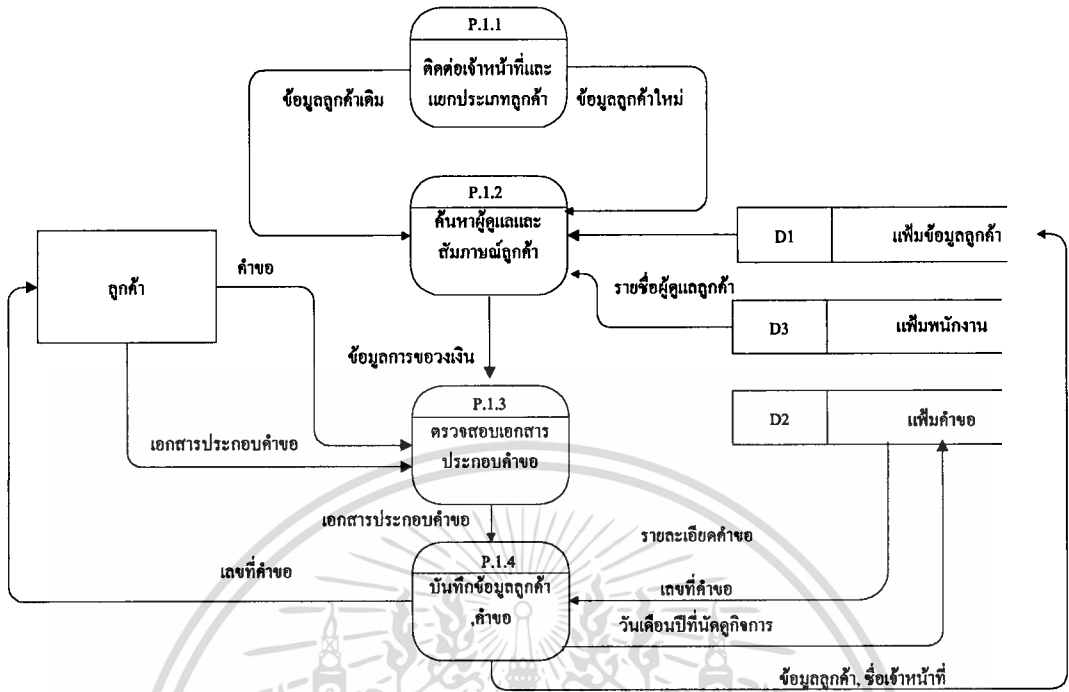 P.1.1
ติดต่อเจ้าหน้าที่และ
แยกประเภทลูกค้า
ข้อมูลลูกค้าเดิม
ข้อมูลลูกค้าใหม่
P.1.2
ค้นหาผู้ดูแลและ
สัมภาษณ์ลูกค้า
D1
แฟ้มข้อมูลลูกค้า
คำขอ
ลูกค้า
รายชื่อผู้ดูแลลูกค้า
D3
แฟ้มพนักงาน
ข้อมูลการขอวงเงิน
P.1.3
ตรวจสอบเอกสาร
ประกอบคำขอ
D2
แฟ้มคำขอ
เอกสารประกอบคำขอ
เอกสารประกอบคำขอ
รายละเอียดคำขอ
P.1.4
บันทึกข้อมูลลูกค้า
,คำขอ
เลขที่คำขอ
เลขที่คำขอ
วันเดือนปีที่นัดดูกิจการ
ข้อมูลลูกค้า, ชื่อเจ้าหน้าที่